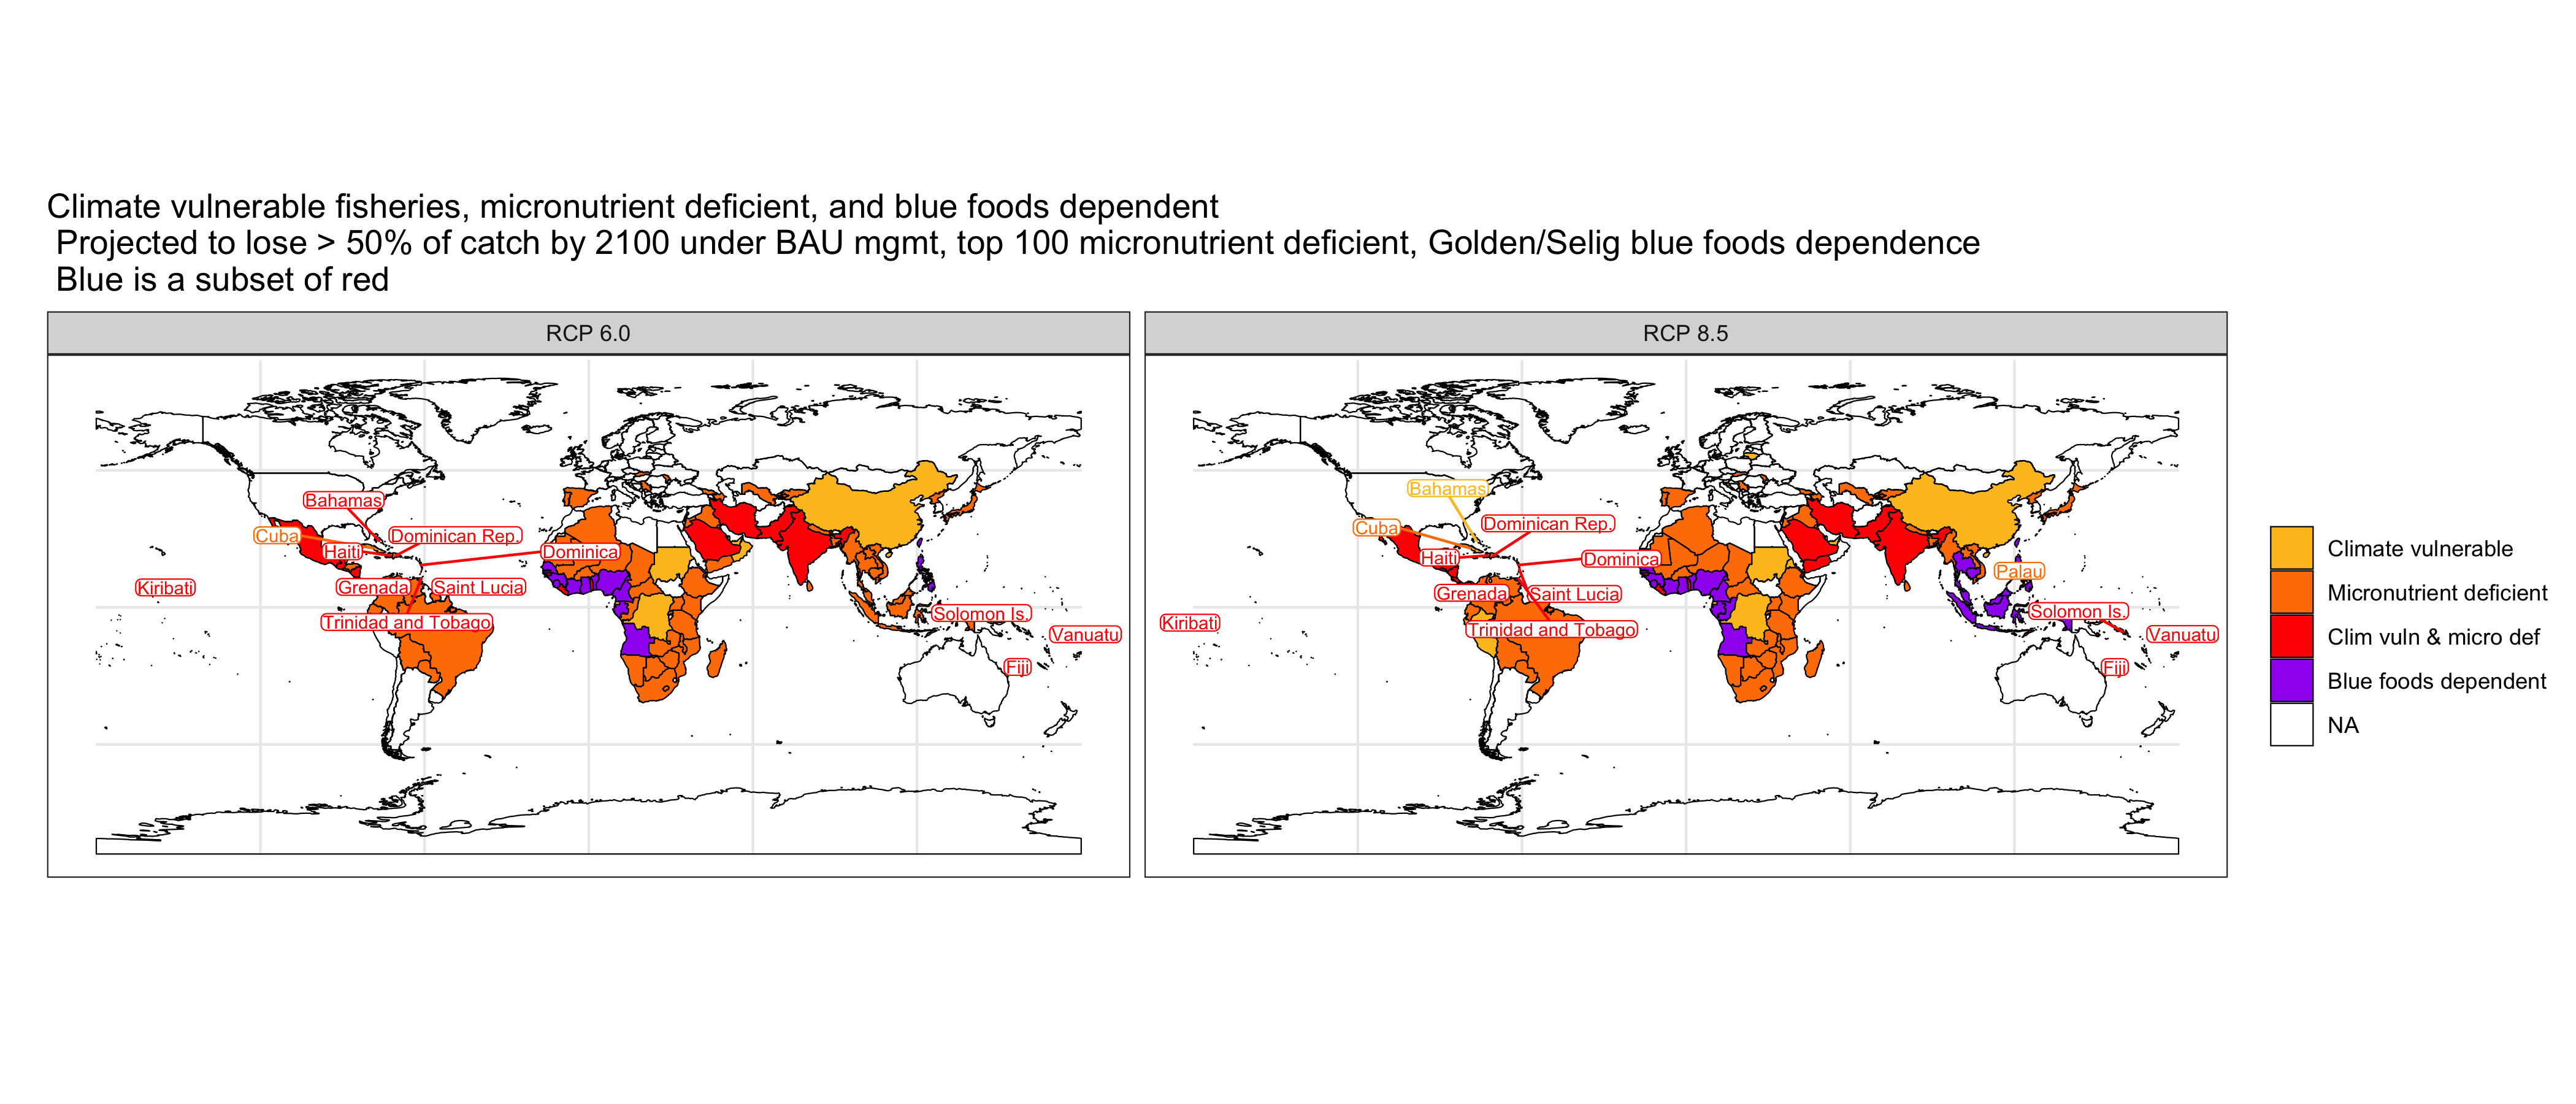 Climate vulnerable fisheries, micronutrient deficient, and blue foods dependent
Projected to lose > 50% of catch by 2100 under BAU mgmt, top 100 micronutrient deficient, Golden/Selig blue foods dependence
Blue is a subset of red
RCP 6.0
Bahamas
Cuba
Dominican Rep.
Haiti
Dominica
Kiribati
Grenada
Saint Lucia
Trinidad and Tobago
Solomon Is.
Vanuatu
Fiji
RCP 8.5
Bahamas
Cuba
Dominican Rep.
Haiti
Dominica
Palau
Grenada
Saint Lucia
Kiribati
Trinidad and Tobago
Solomon Is.
Vanuatu
Fiji
Climate vulnerable
Micronutrient deficient
Clim vuln & micro def
Blue foods dependent
NA